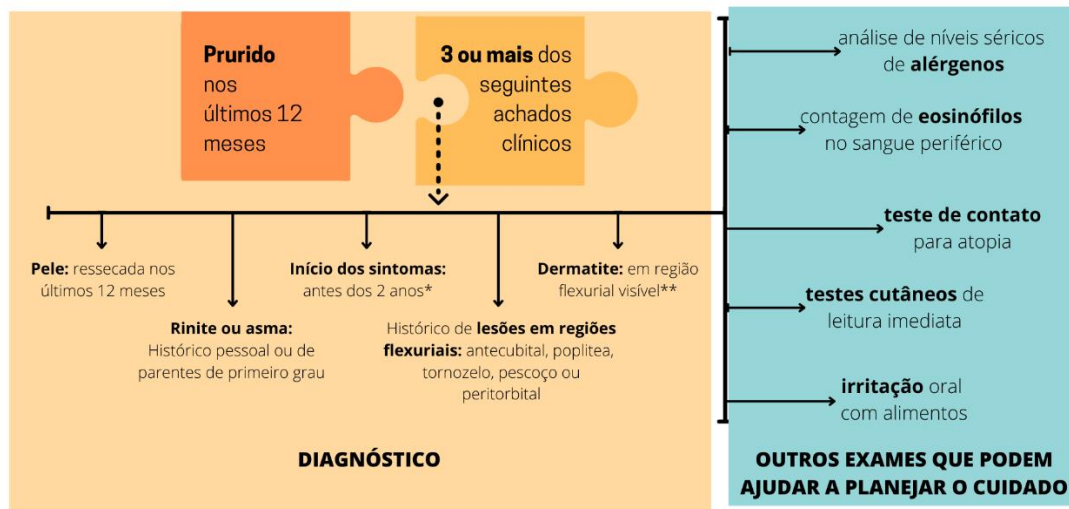 Prurido
nos
últimos 12
meses
3 ou mais dos
seguintes
achados
clínicos
Pele: ressecada nos
últimos 12 meses
Rinite ou asma:
Histórico pessoal ou de
parentes de primeiro grau
Início dos sintomas:
antes dos 2 anos*
Histórico de lesões em regiões
flexuriais: antecubital, poplitea,
tornozelo, pescoço ou
peritorbital
Dermatite: em região
flexurial visível**
DIAGNÓSTICO
análise de níveis séricos
de alérgenos
contagem de eosinófilos
no sangue periférico
teste de contato
para atopia
testes cutâneos de
leitura imediata
irritação oral
com alimentos
OUTROS EXAMES QUE PODEM
AJUDAR A PLANEJAR O CUIDADO